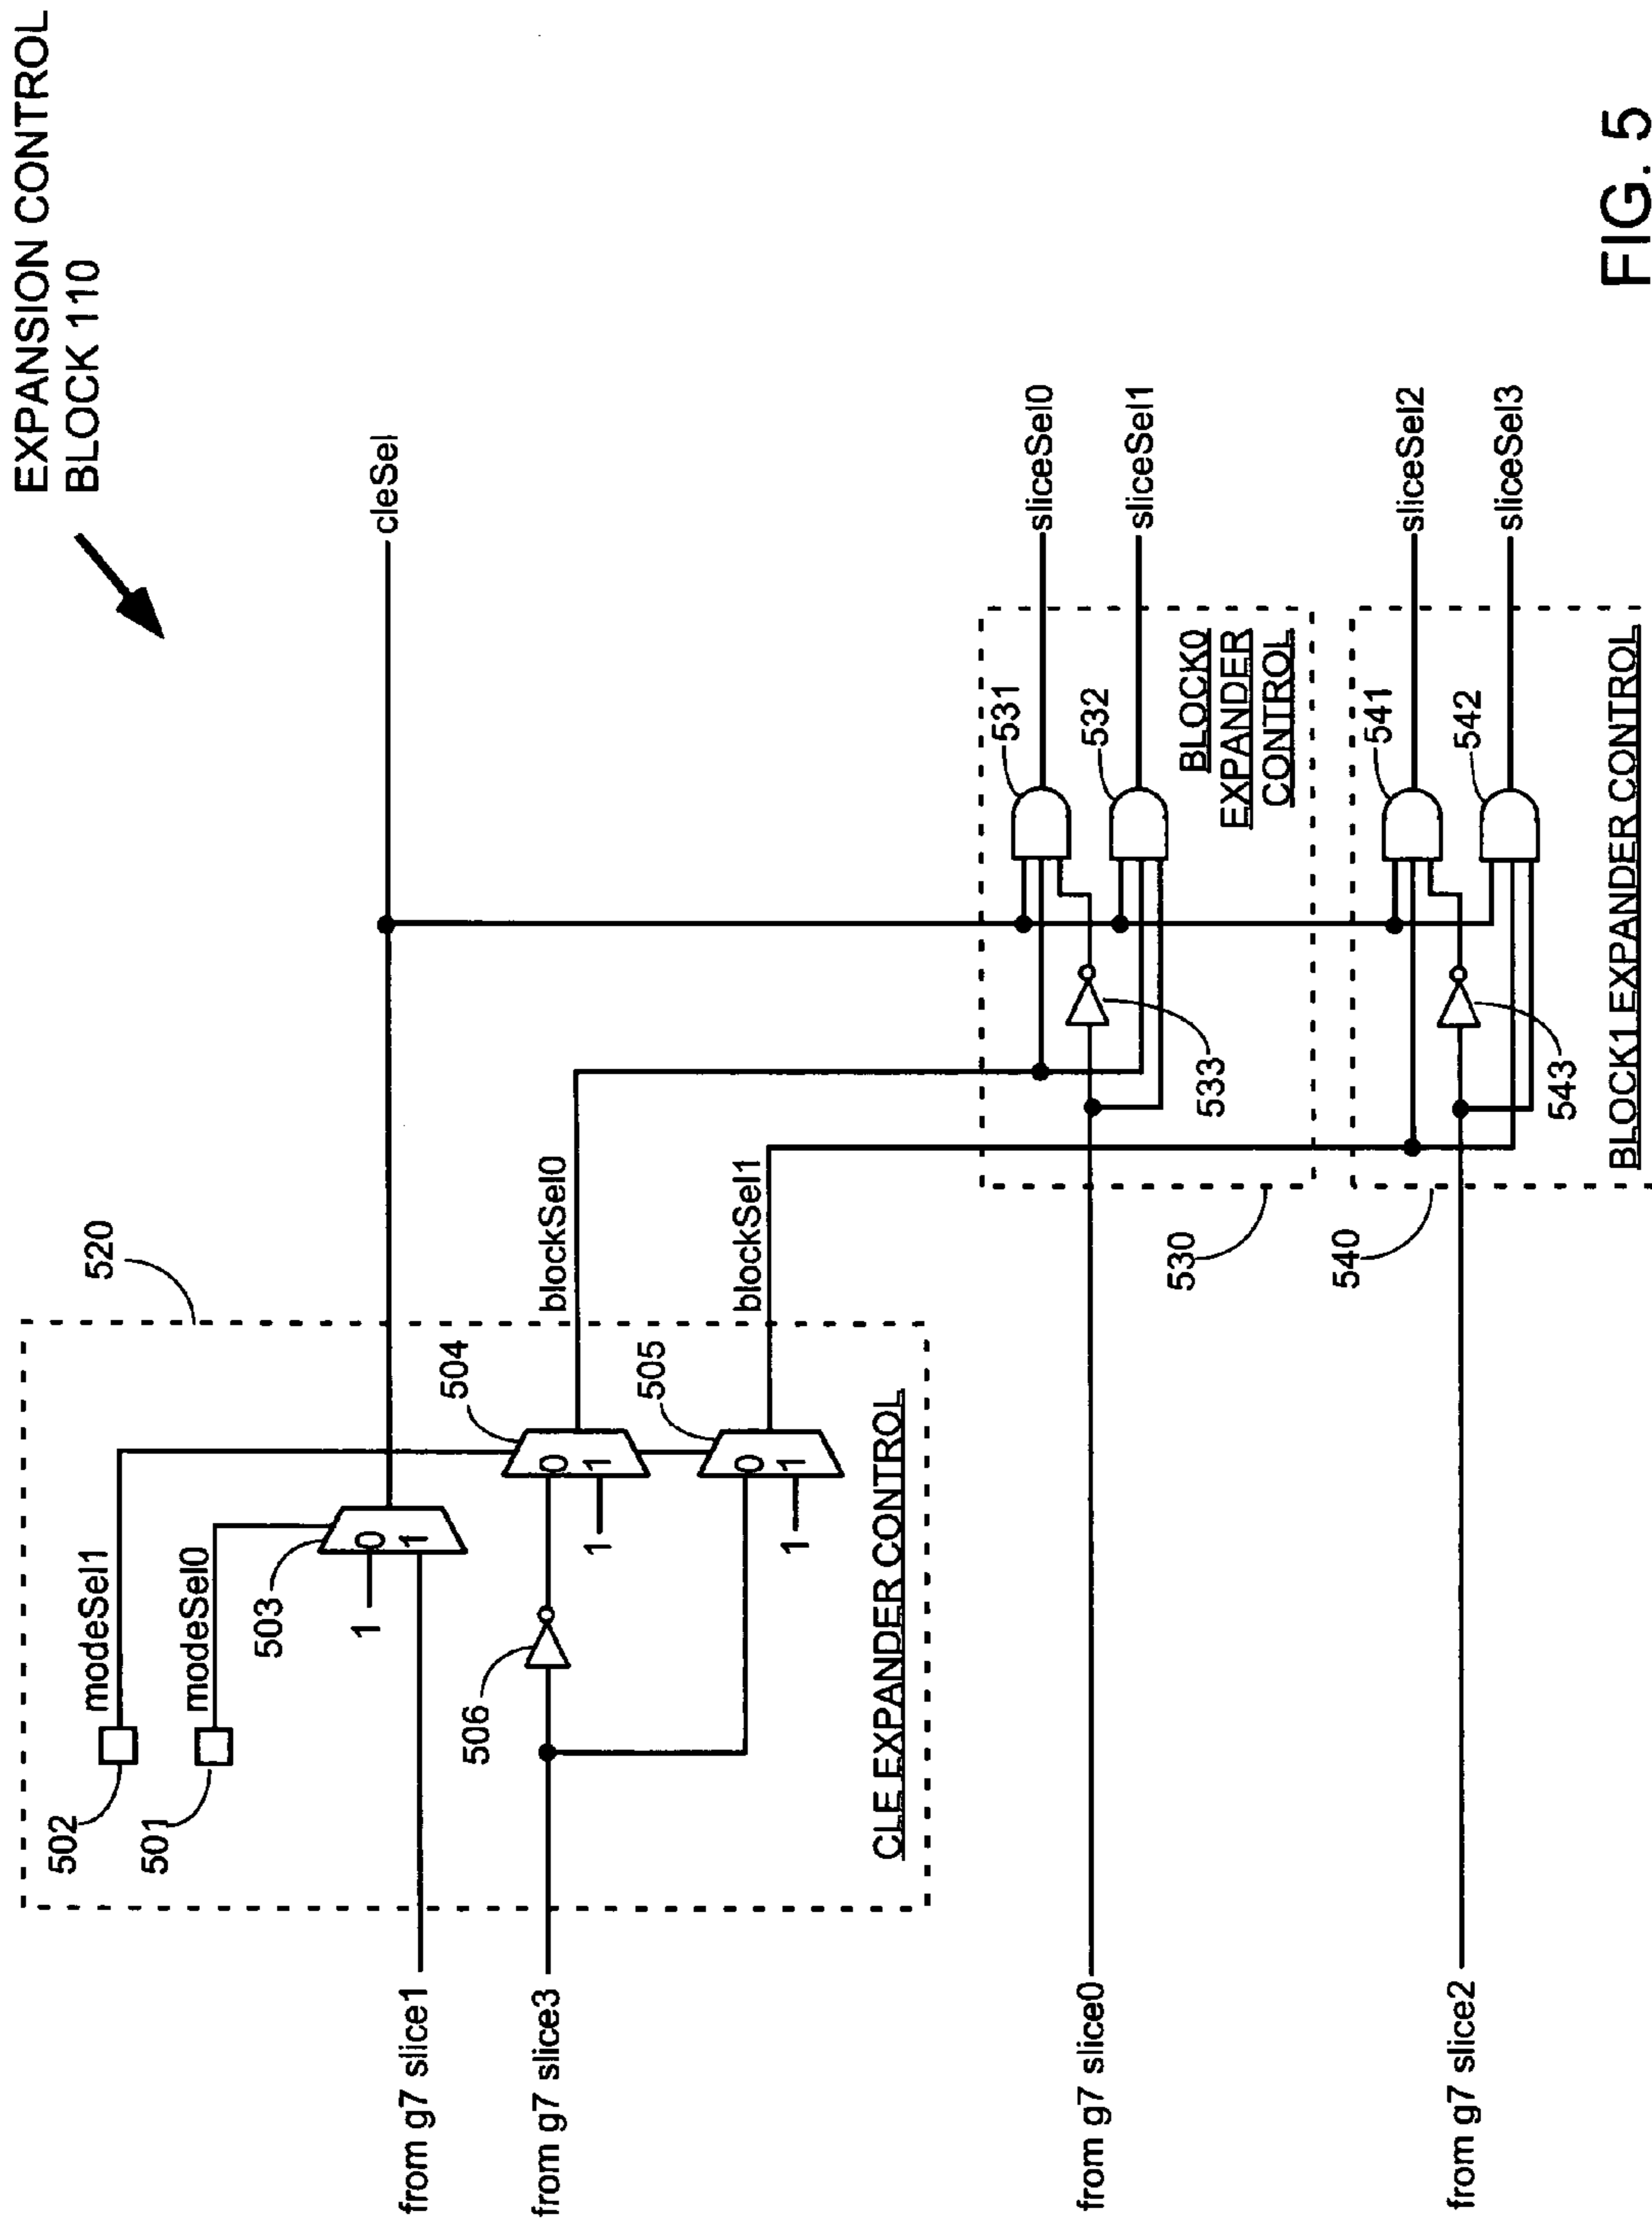 EXPANSION CONTROL
BLOCK 110
520
502
modeSel1
501
modeSel0
503
0
1
1
cleSel
from g7 slice1
504
0
1
1
blockSel0
506
from g7 slice3
505
0
1
1
blockSel1
CLE EXPANDER CONTROL
531
sliceSel0
532
sliceSel1
533
BLOCK0
EXPANDER
CONTROL
from g7 slice0
530
541
sliceSel2
542
sliceSel3
543
from g7 slice2
540
BLOCK1 EXPANDER CONTROL
FIG. 5